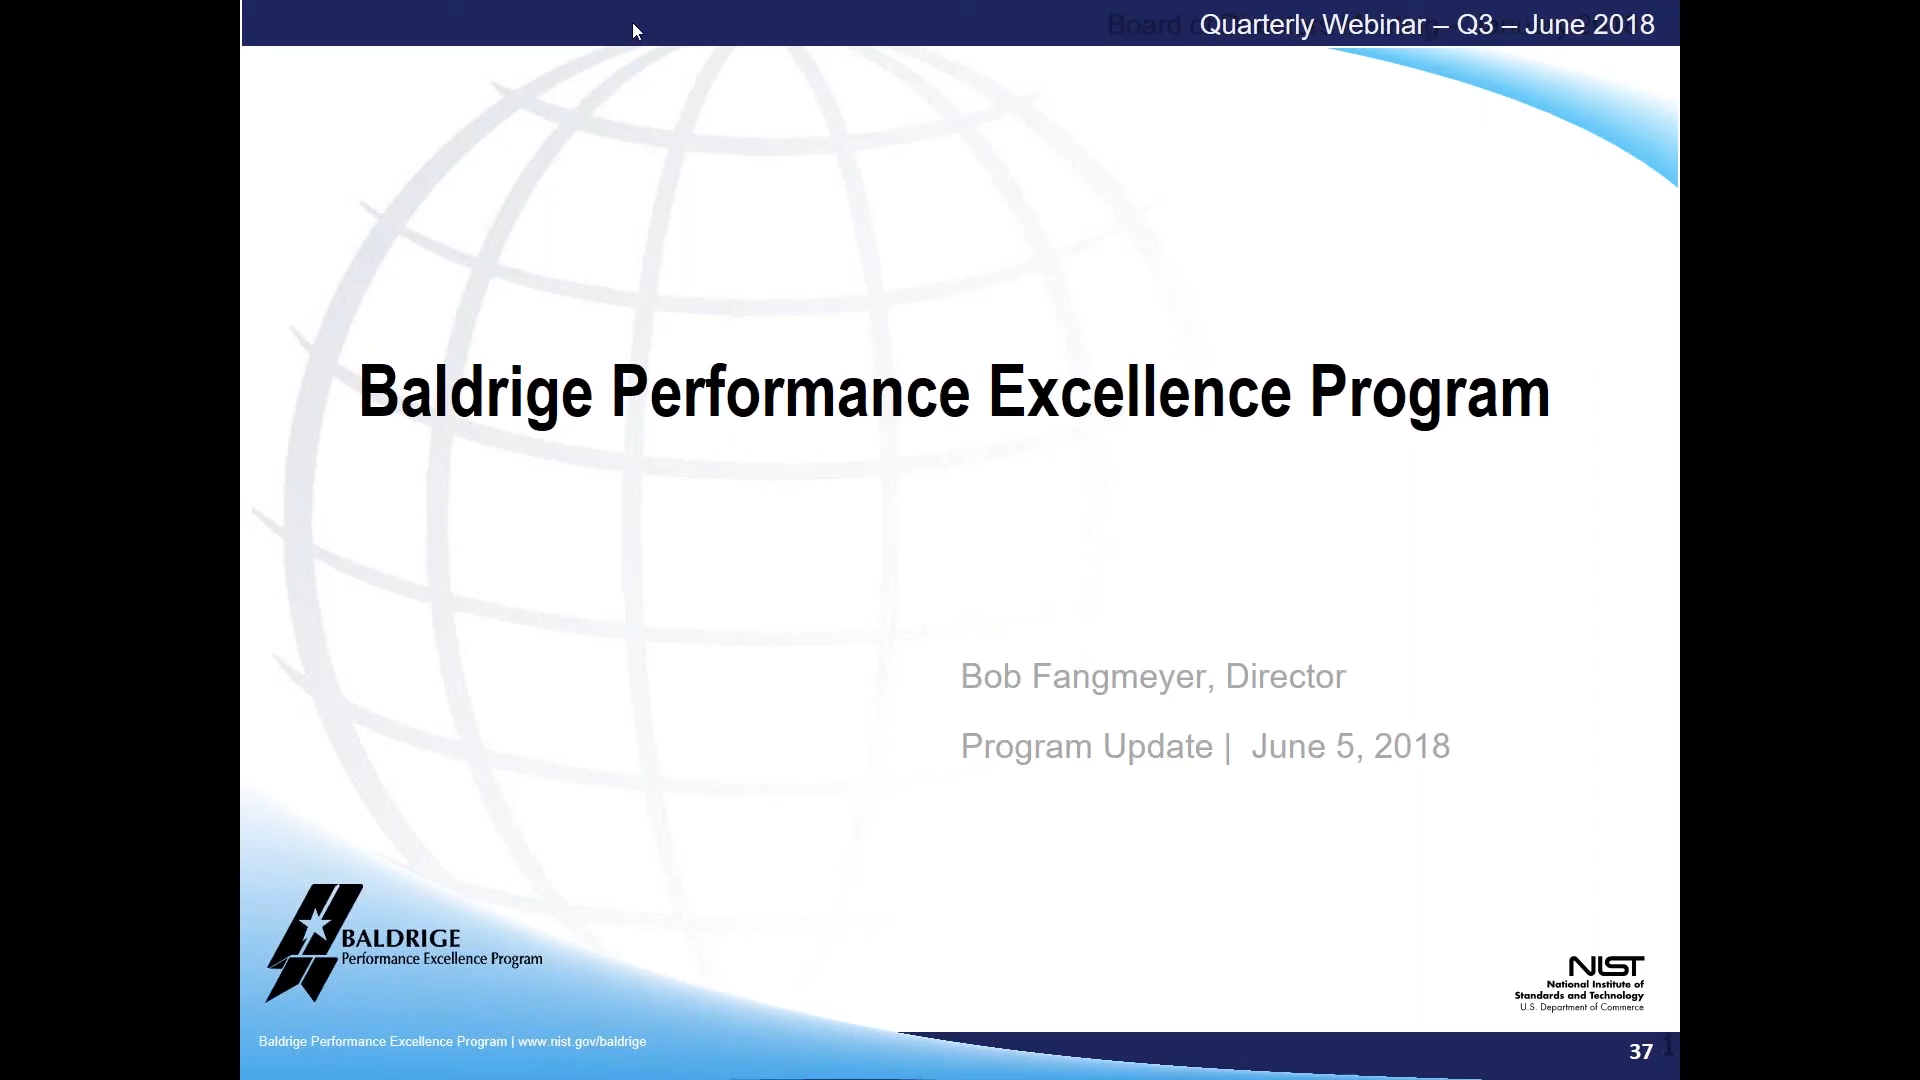 Quarterly Webinar – Q3 – June 2018
Baldrige Performance Excellence Program
Bob Fangmeyer, Director
Program Update | June 5, 2018
BALDRIGE
Performance Excellence Program
NIST
National Institute of
Standards and Technology
U.S. Department of Commerce
Baldrige Performance Excellence Program | www.nist.gov/baldrige
37
1